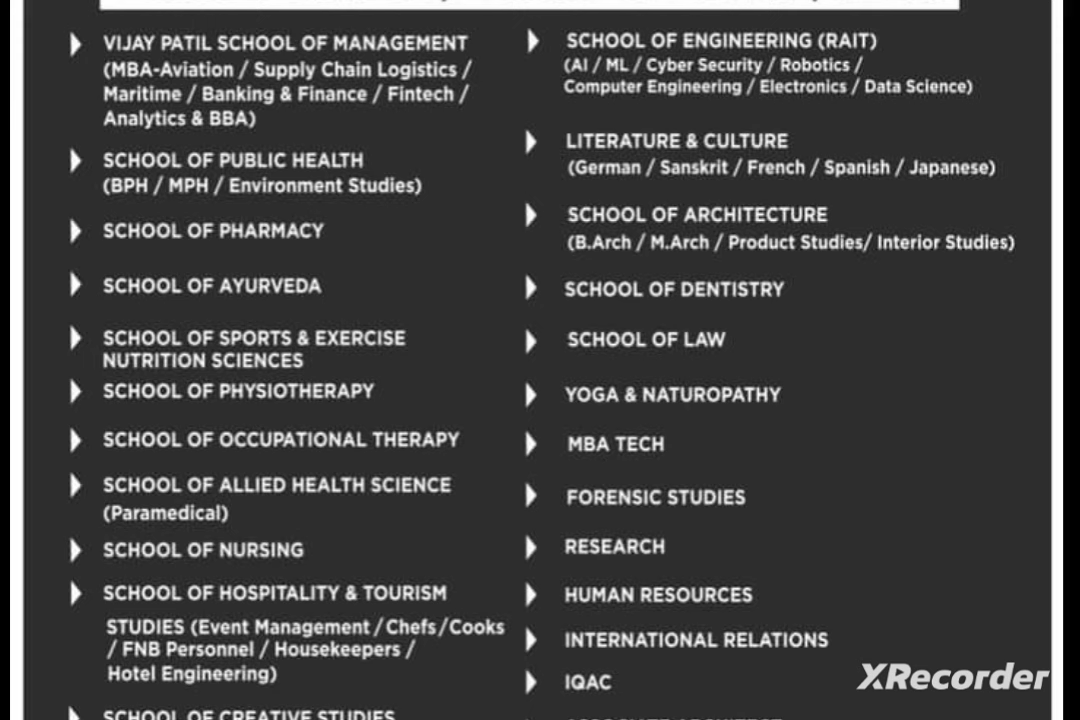 VIJAY PATIL SCHOOL OF MANAGEMENT
(MBA-Aviation / Supply Chain Logistics /
Maritime / Banking & Finance / Fintech /
Analytics & BBA)
SCHOOL OF PUBLIC HEALTH
(BPH / MPH / Environment Studies)
SCHOOL OF PHARMACY
SCHOOL OF AYURVEDA
SCHOOL OF SPORTS & EXERCISE
NUTRITION SCIENCES
SCHOOL OF PHYSIOTHERAPY
SCHOOL OF OCCUPATIONAL THERAPY
SCHOOL OF ALLIED HEALTH SCIENCE
(Paramedical)
SCHOOL OF NURSING
SCHOOL OF HOSPITALITY & TOURISM
STUDIES (Event Management / Chefs/Cooks
/ FNB Personnel / Housekeepers /
Hotel Engineering)
SCHOOL OF CREATIVE STUDIES
SCHOOL OF ENGINEERING (RAIT)
(AI / ML / Cyber Security / Robotics /
Computer Engineering / Electronics / Data Science)
LITERATURE & CULTURE
(German / Sanskrit / French / Spanish / Japanese)
SCHOOL OF ARCHITECTURE
(B.Arch / M.Arch / Product Studies/ Interior Studies)
SCHOOL OF DENTISTRY
SCHOOL OF LAW
YOGA & NATUROPATHY
MBA TECH
FORENSIC STUDIES
RESEARCH
HUMAN RESOURCES
INTERNATIONAL RELATIONS
IQAC
XRecorder